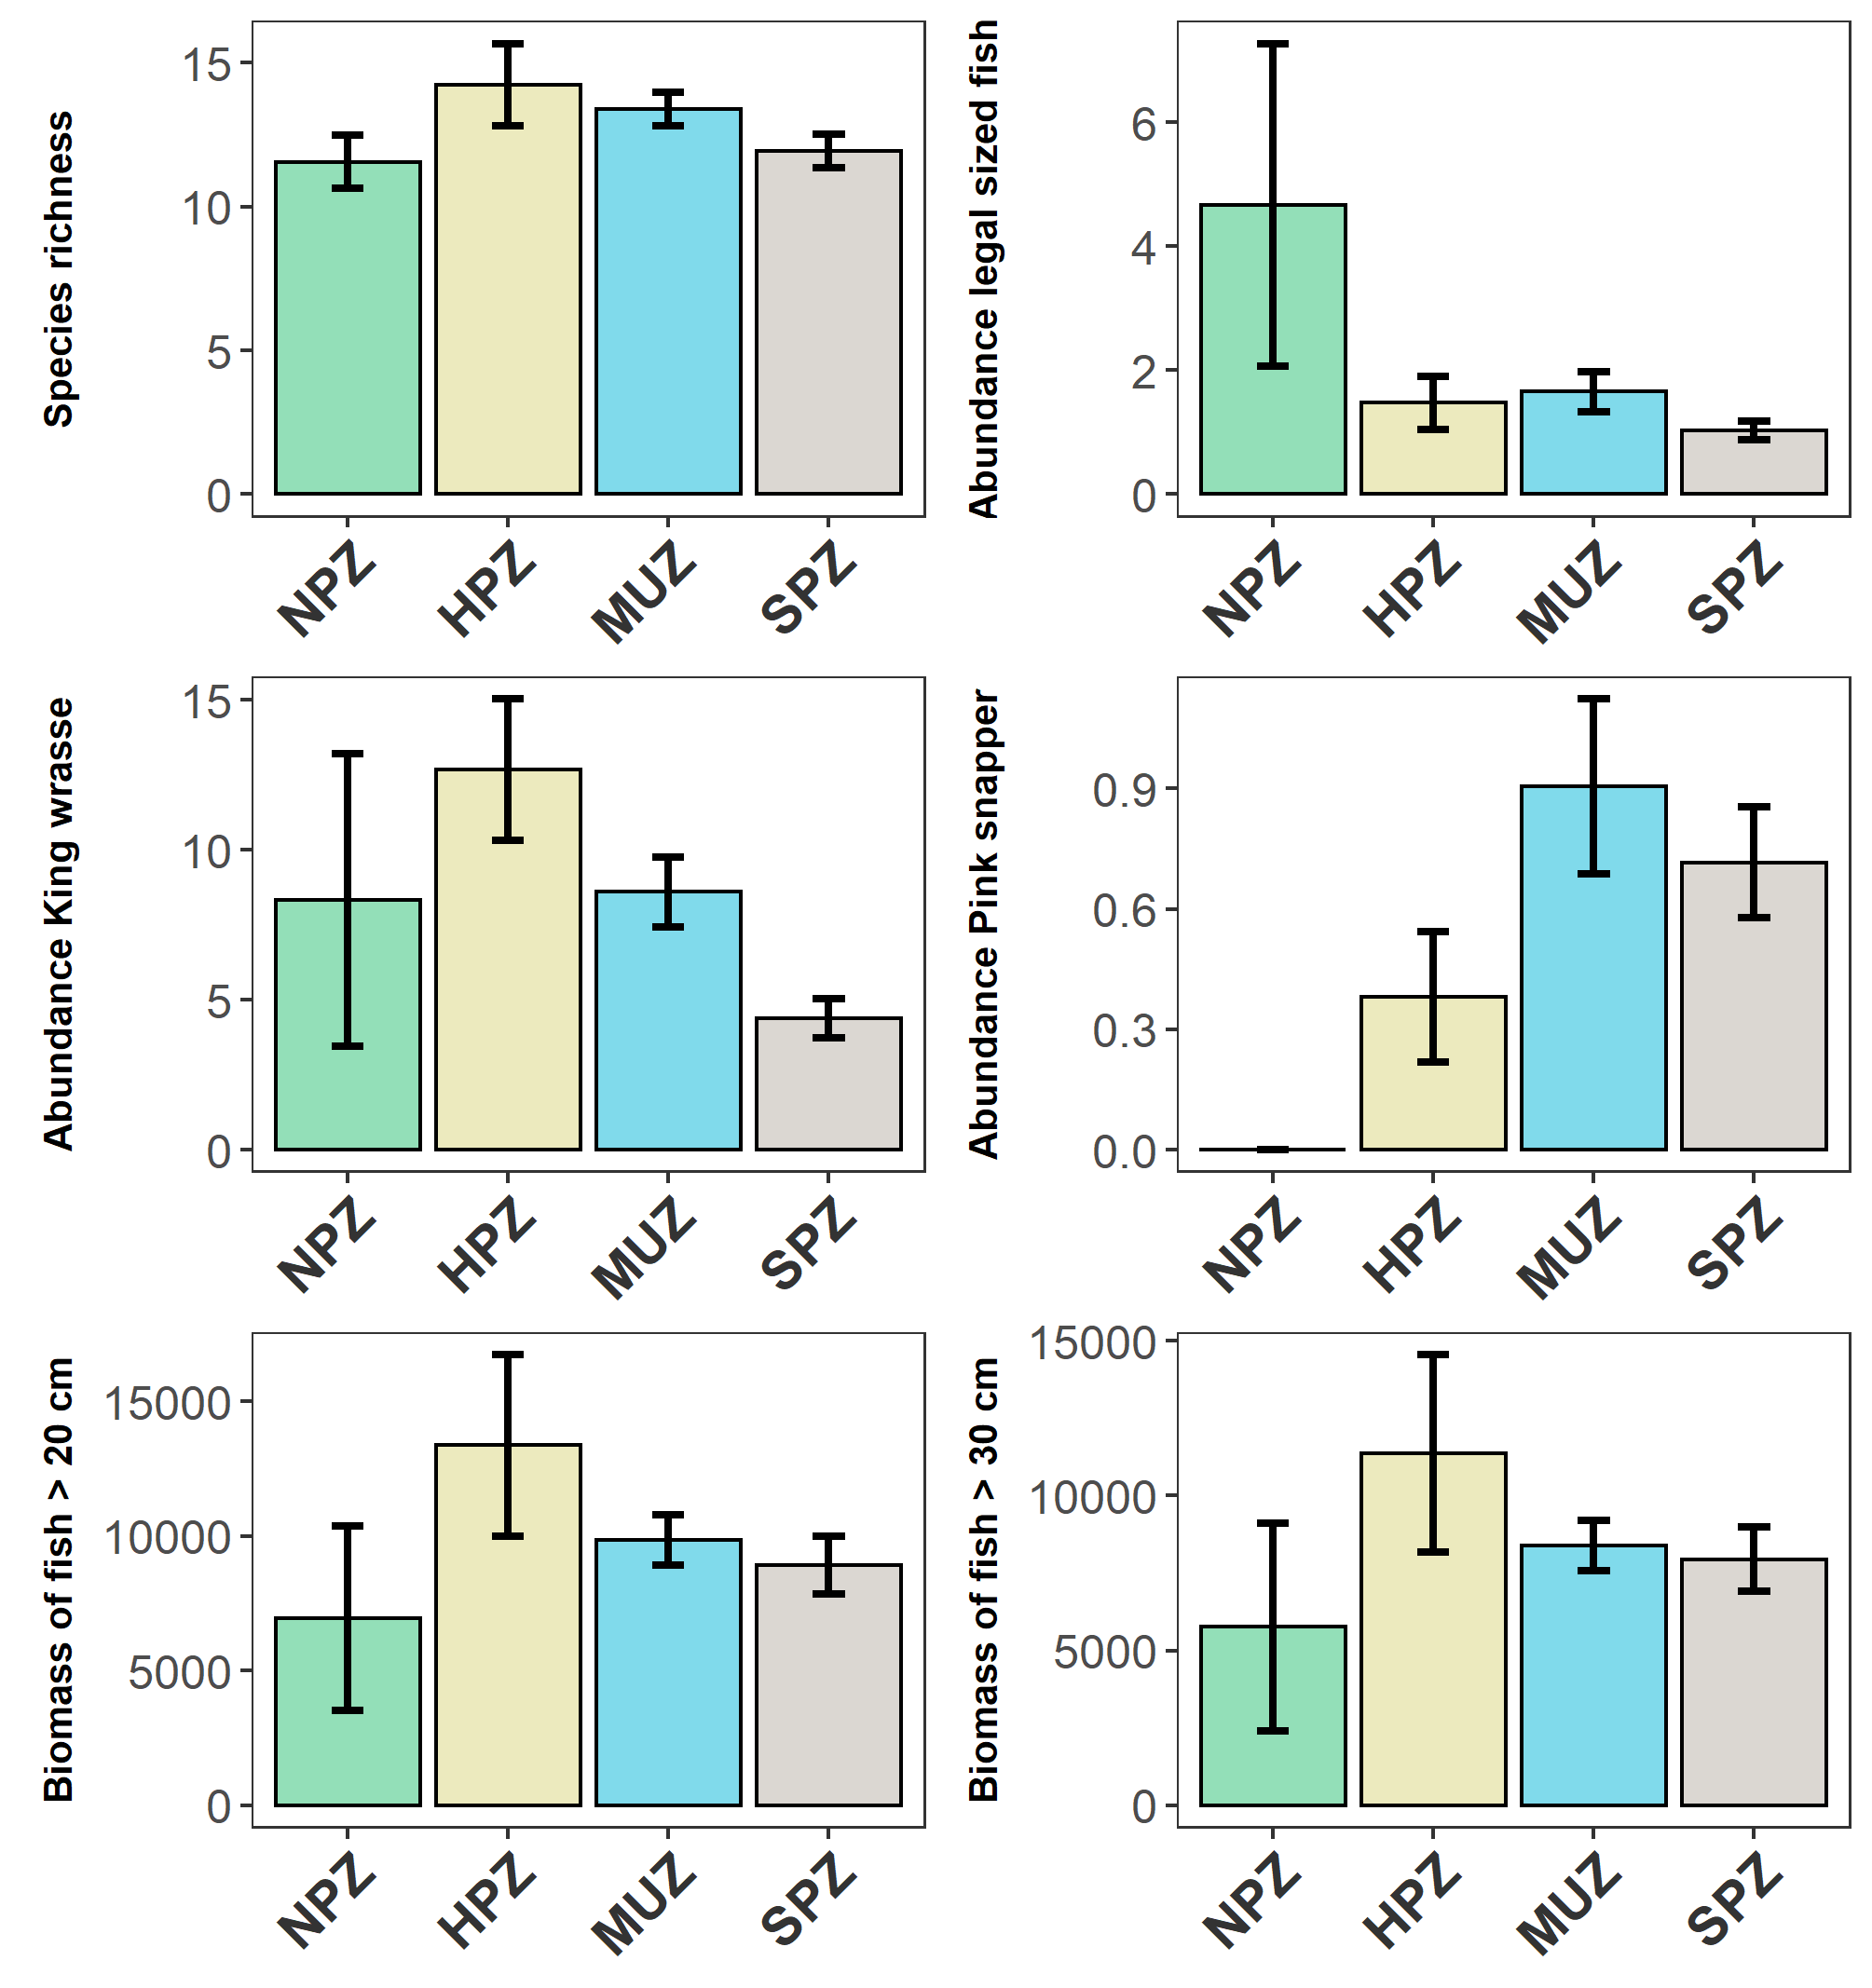 Species richness
15
10
5
0
NPZ HPZ MUZ SPZ
Abundance legal sized fish
6
4
2
0
NPZ HPZ MUZ SPZ
Abundance King wrasse
15
10
5
0
NPZ HPZ MUZ SPZ
Abundance Pink snapper
0.9
0.6
0.3
0.0
NPZ HPZ MUZ SPZ
Biomass of fish > 20 cm
15000
10000
5000
0
NPZ HPZ MUZ SPZ
Biomass of fish > 30 cm
15000
10000
5000
0
NPZ HPZ MUZ SPZ